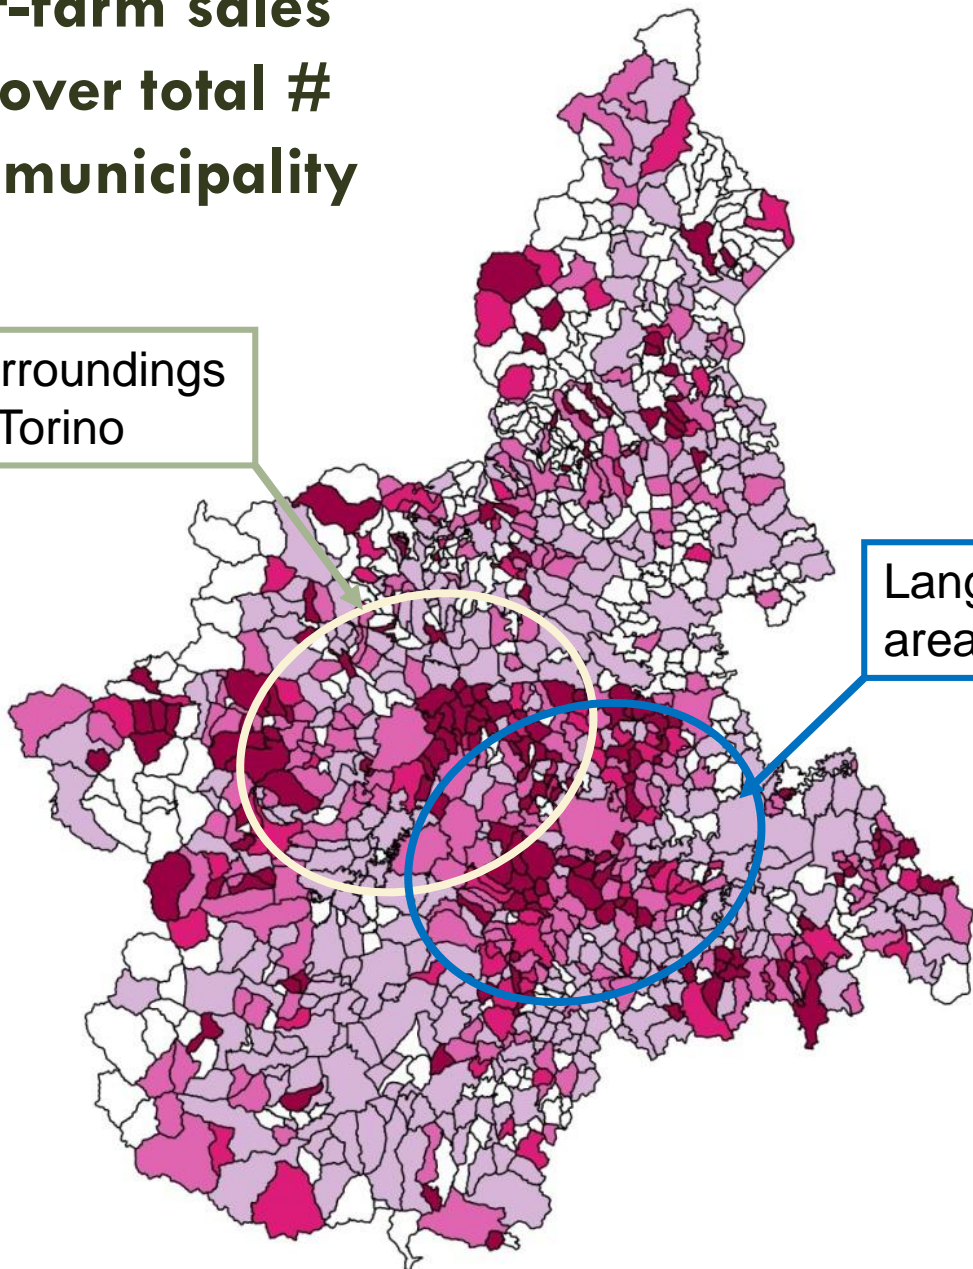 -farm sales
over total #
municipality
rroundings
Torino
Lang
area